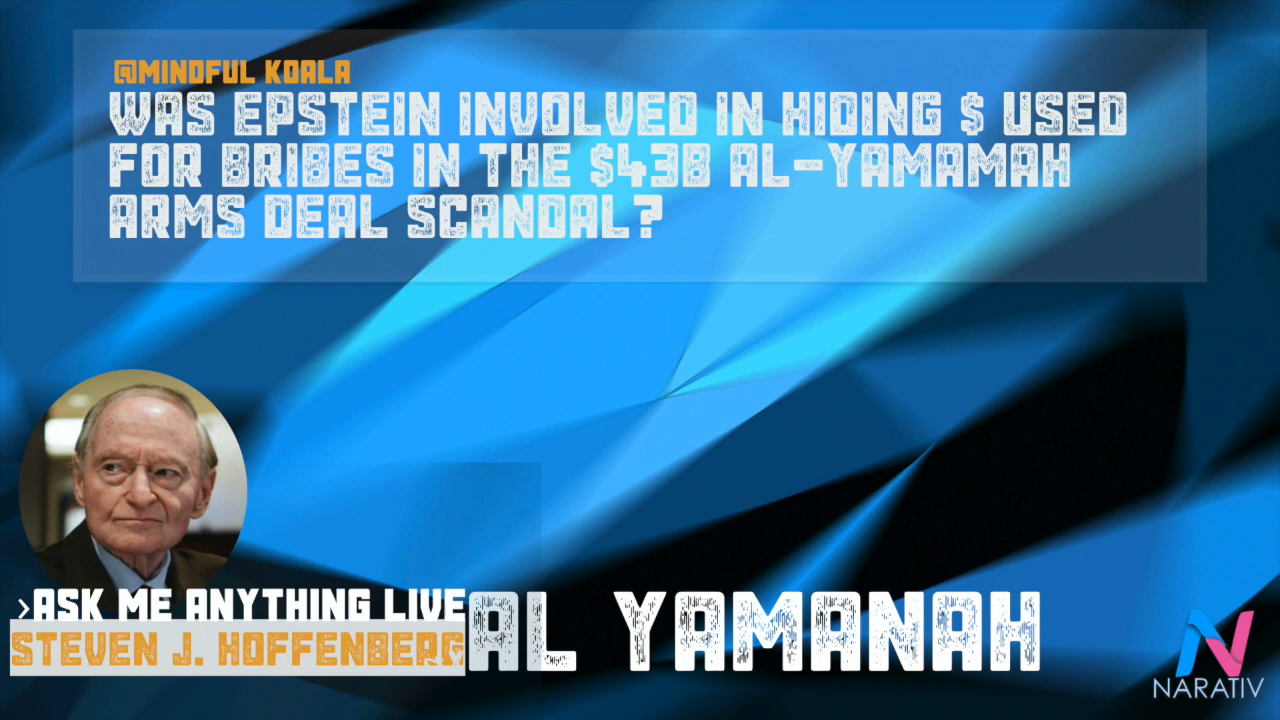 @MINDFUL KOALA
WAS EPSTEIN INVOLVED IN HIDING $ USED
FOR BRIBES IN THE $43B AL-YAMAMAH
ARMS DEAL SCANDAL?
›ASK ME ANYTHING LIVE
STEVEN J. HOFFENBERG
AL YAMANAH
NARATIV